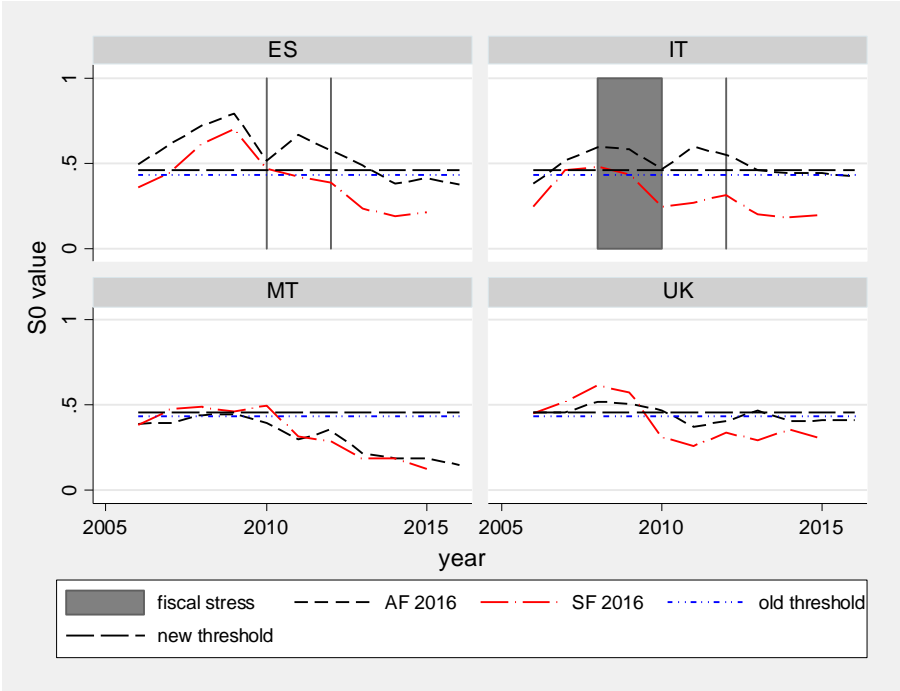 ES
IT
1
.5
0
MT
UK
1
.5
0
S0 value
2005
2010
2015
2005
2010
2015
year
fiscal stress
AF 2016
SF 2016
old threshold
new threshold